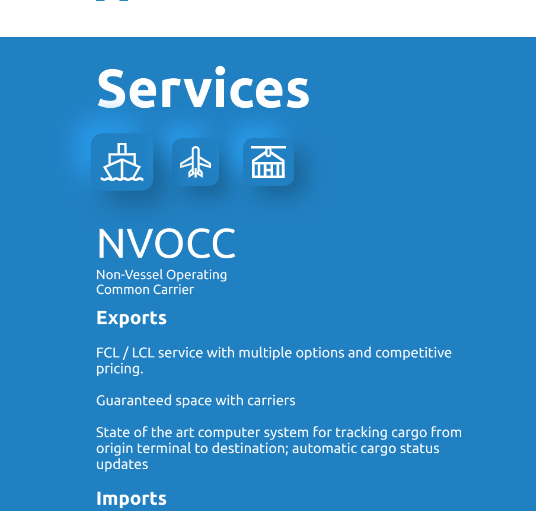 Services
NVOCC
Non-Vessel Operating
Common Carrier
Exports
FCL / LCL service with multiple options and competitive
pricing.
Guaranteed space with carriers
State of the art computer system for tracking cargo from
origin terminal to destination; automatic cargo status
updates
Imports